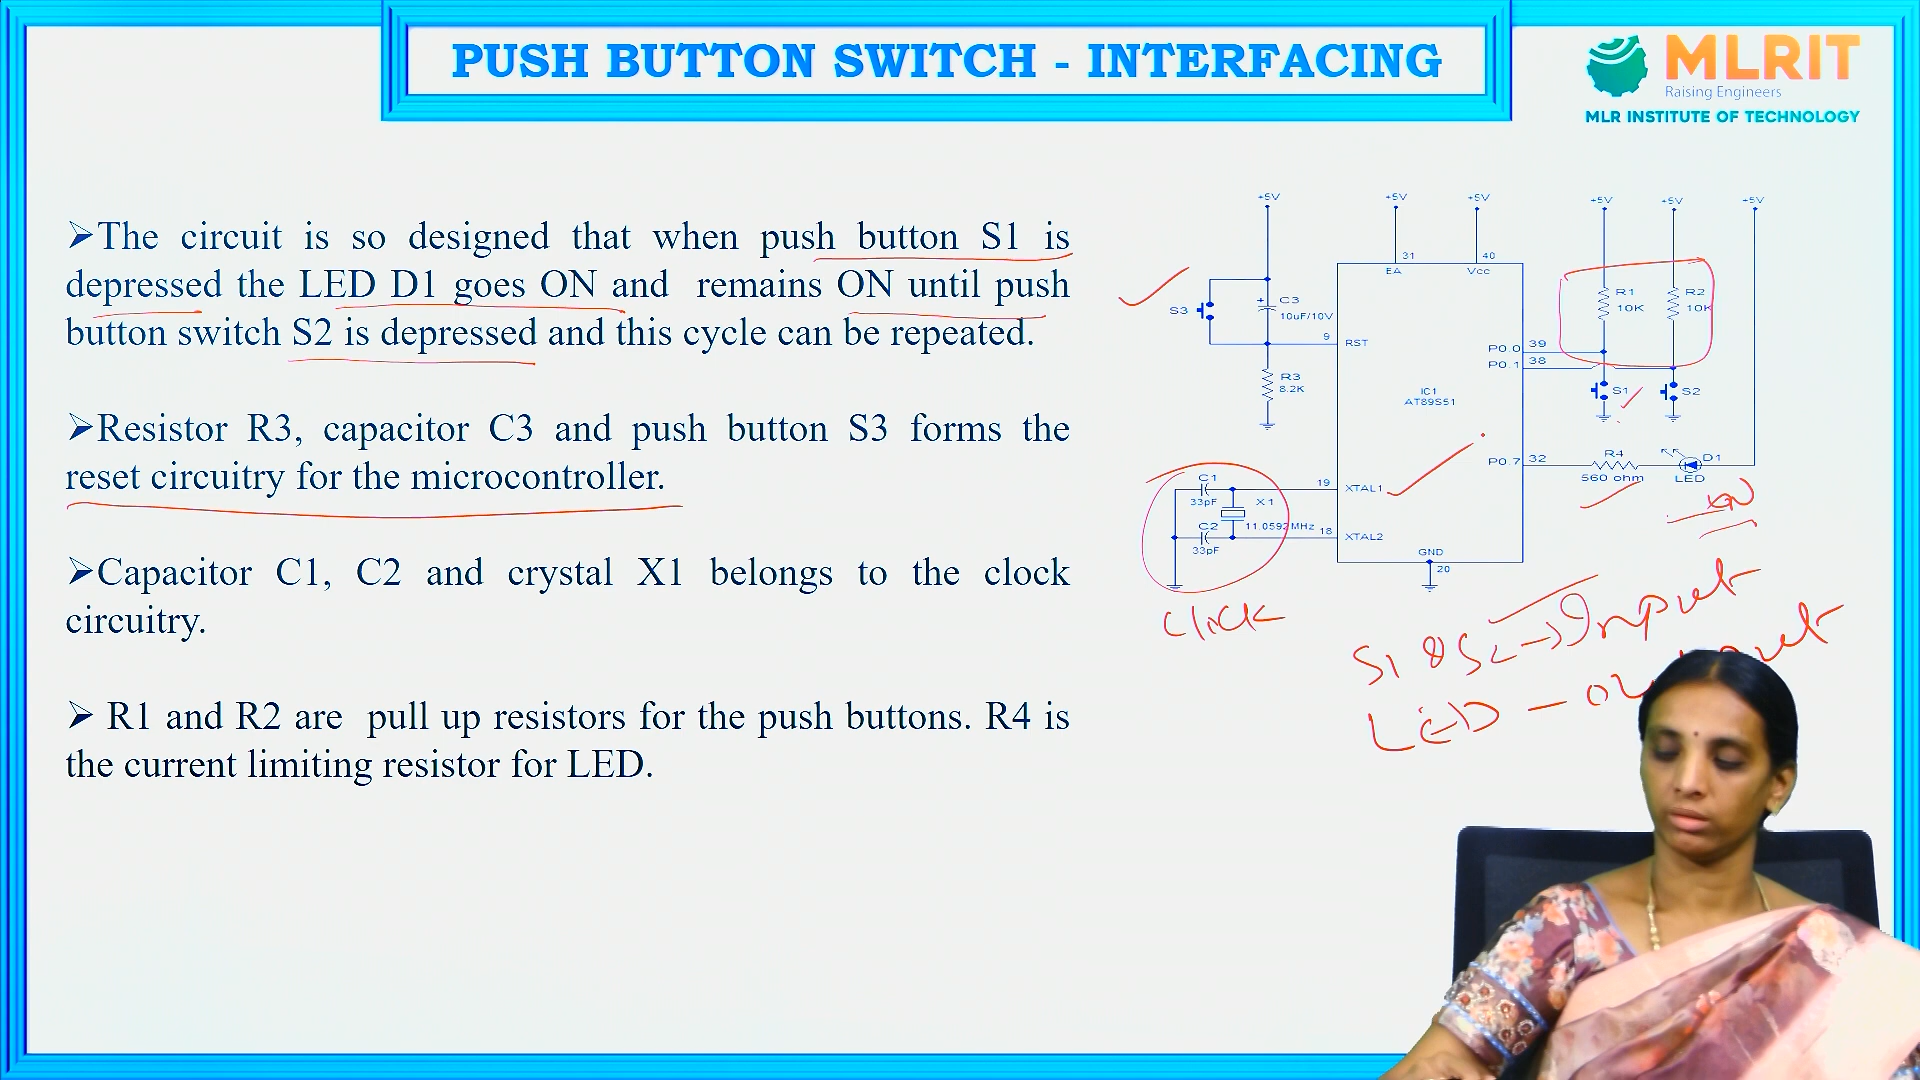 PUSH BUTTON SWITCH - INTERFACING
MLRIT
Raising Engineers
MLR INSTITUTE OF TECHNOLOGY
➢The circuit is so designed that when push button S1 is
depressed the LED D1 goes ON and remains ON until push
button switch S2 is depressed and this cycle can be repeated.
➢Resistor R3, capacitor C3 and push button S3 forms the
reset circuitry for the microcontroller.
➢Capacitor C1, C2 and crystal X1 belongs to the clock
circuitry.
➢ R1 and R2 are pull up resistors for the push buttons. R4 is
the current limiting resistor for LED.
+5V +5V +5V +5V +5V +5V
31 40
EA Vcc
S3 C3 R1 R2
+ 10uF/10V 10K 10K
9 RST P0.0 39
P0.1 38
R3
8.2K
IC1
AT89S51
S1 S2
P0.7 32 R4 D1
560 ohm LED
C1 19 XTAL1
33pF X1
C2 11.0592MHz 18 XTAL2
33pF
GND
20
ON
Click
S1 & S2 → Input
LED –